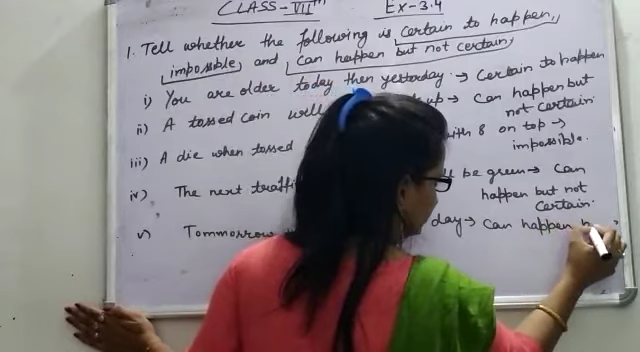 CLASS-VIIth Ex-3.4
1. Tell whether the following is certain to happen,
impossible, and can happen but not certain,
i) You are older today then yesterday. → Certain to happen
ii) A tossed coin will up → Can happen but
not certain.
iii) A die when tossed with 8 on top →
impossible.
iv) The next be green → Can
happen but not
certain.
v) Tommorrow day → Can happen